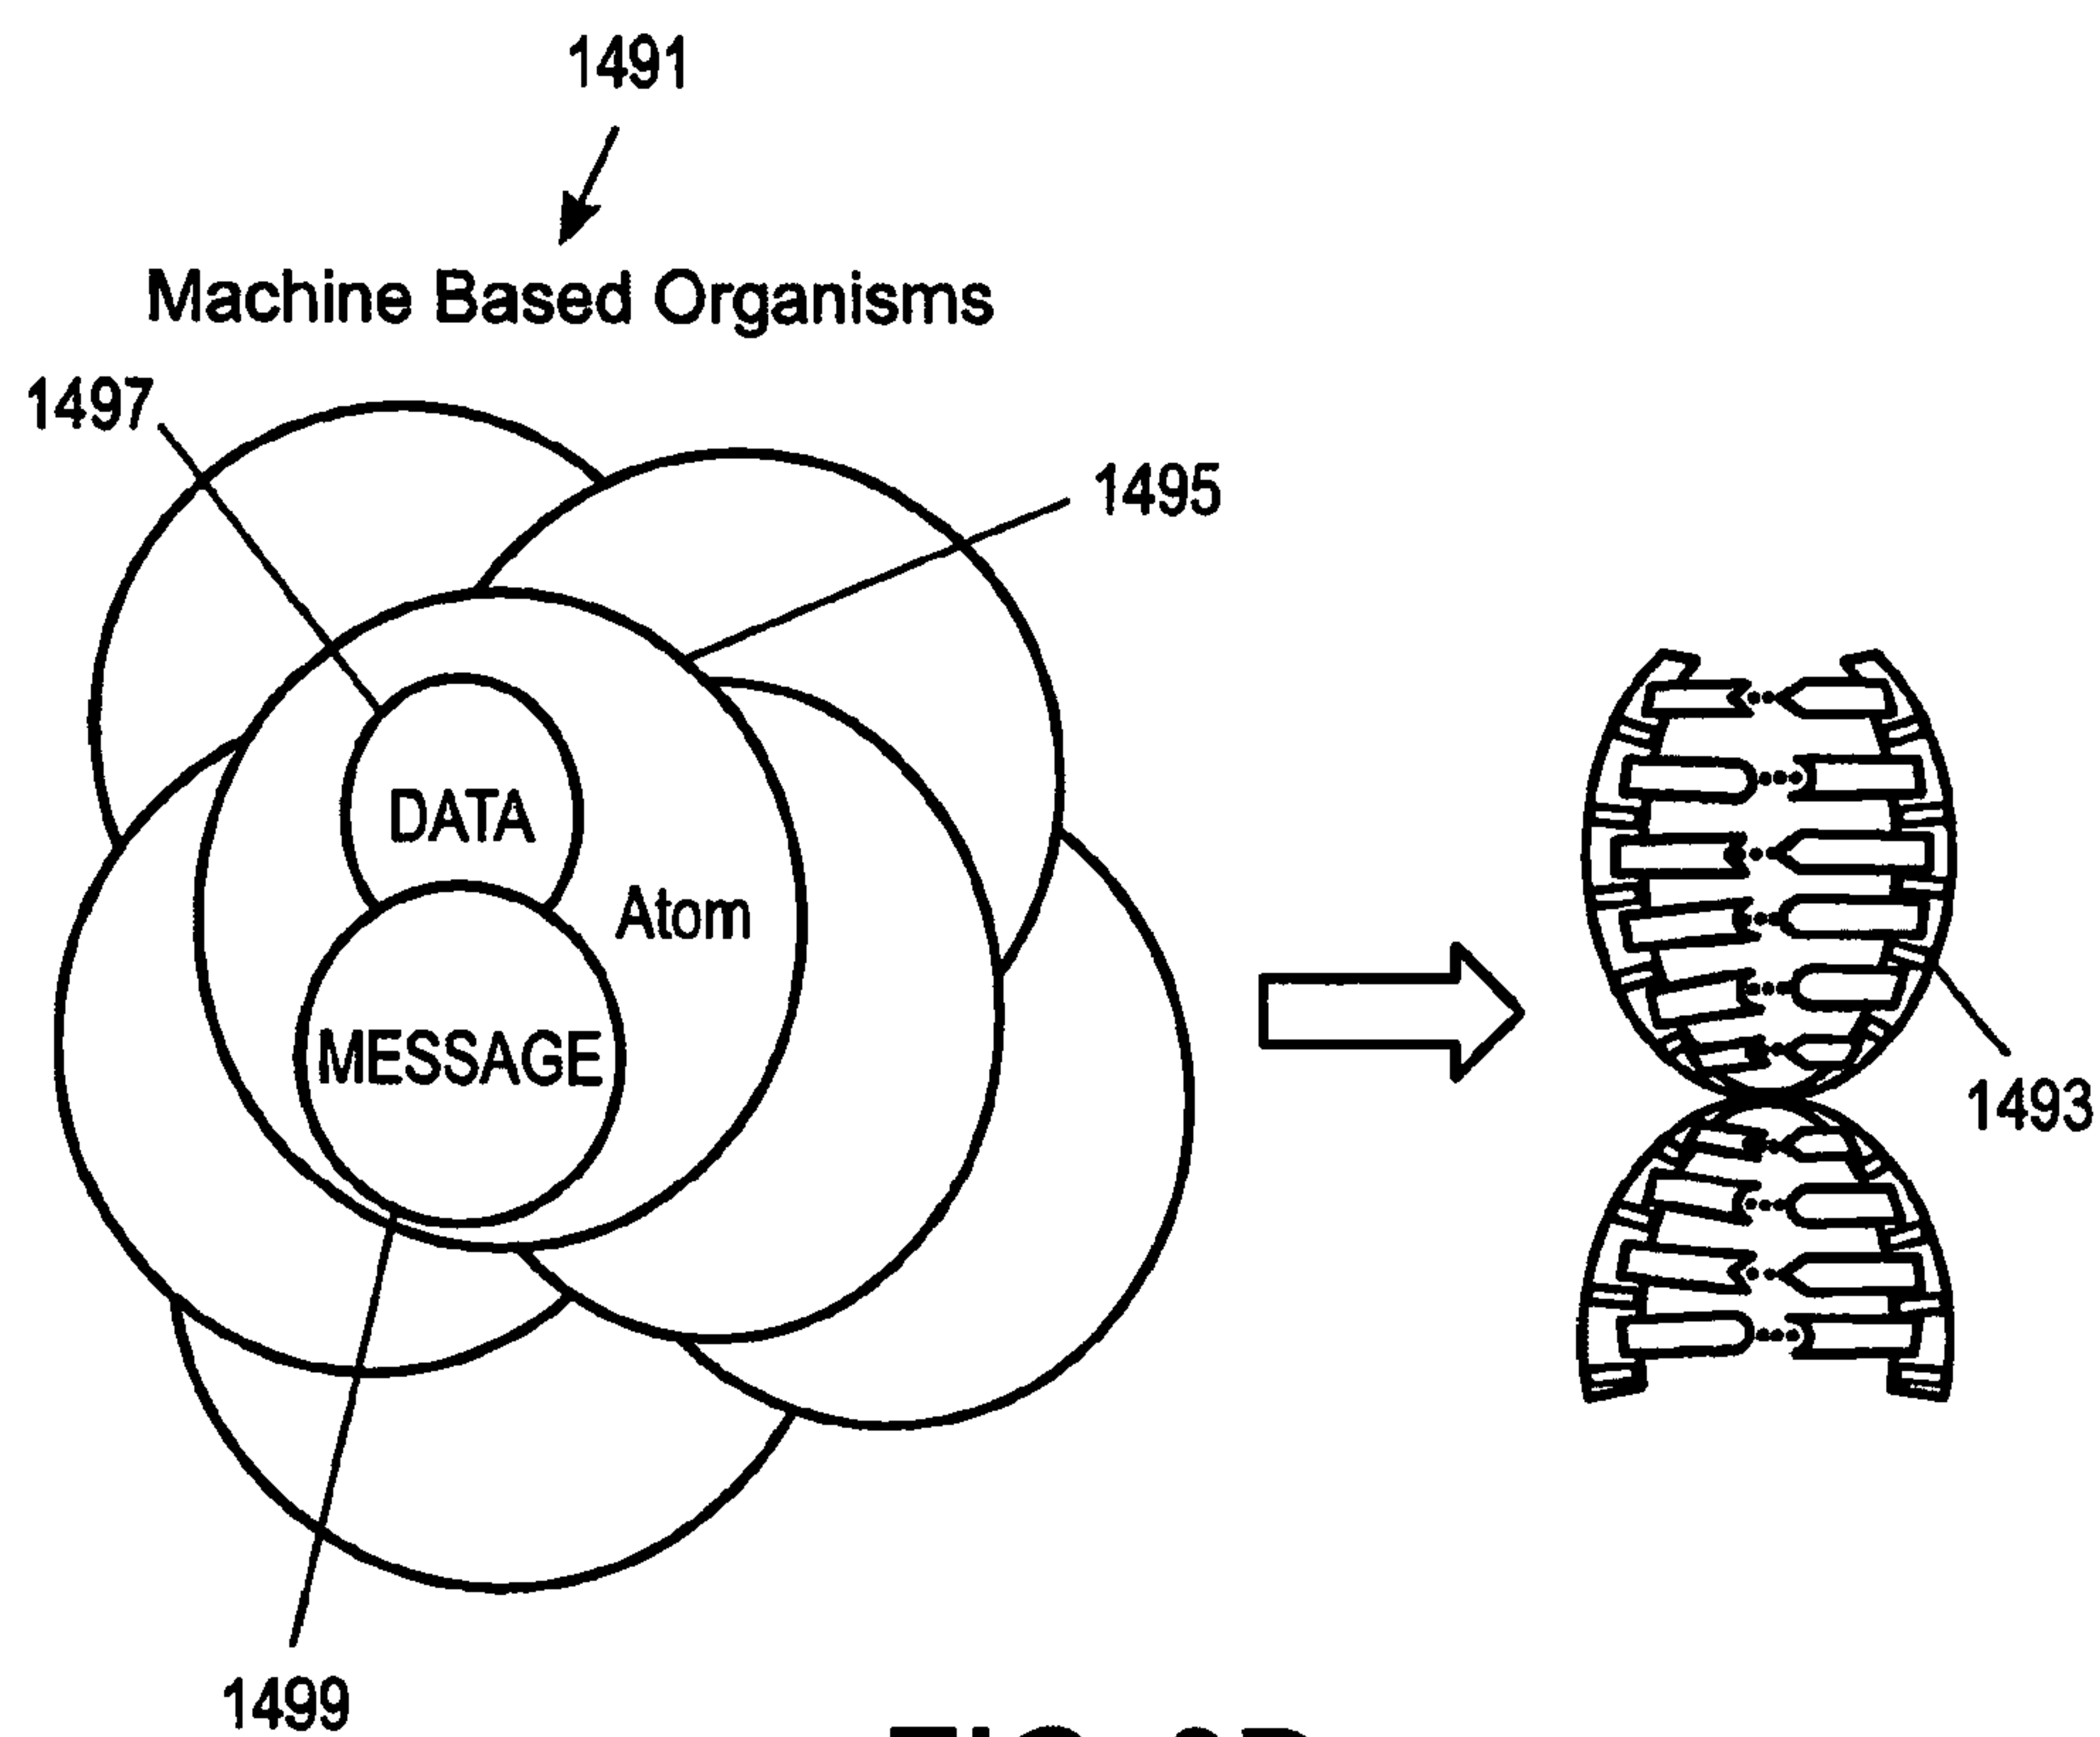 1491
Machine Based Organisms
1497
1495
DATA
Atom
MESSAGE
1493
1499